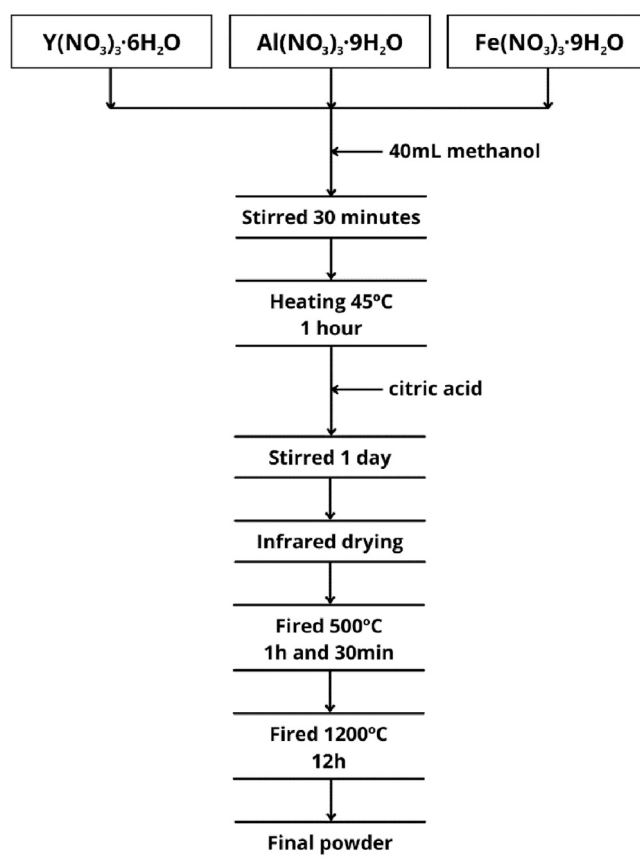 Y(NO₃)₃·6H₂O
Al(NO₃)₃·9H₂O
Fe(NO₃)₃·9H₂O
40mL methanol
Stirred 30 minutes
Heating 45ºC
1 hour
citric acid
Stirred 1 day
Infrared drying
Fired 500ºC
1h and 30min
Fired 1200ºC
12h
Final powder